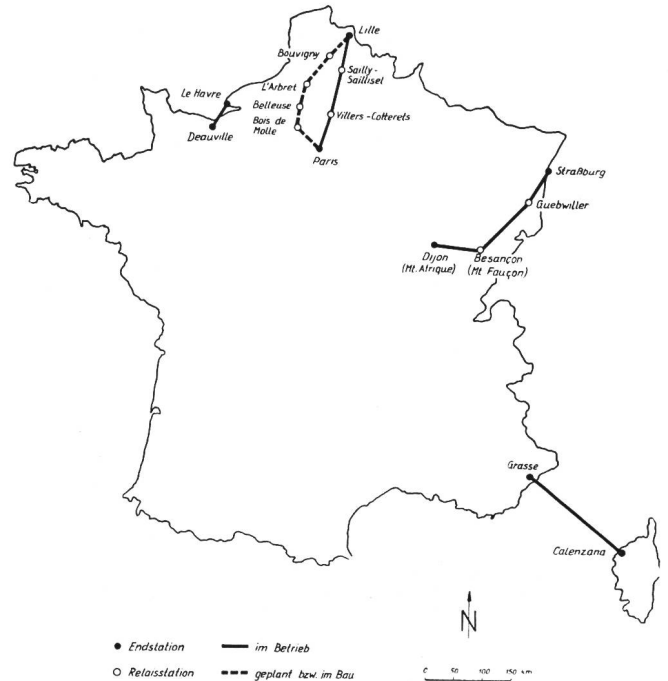 Lille
Bouvigny
Sailly-
Saillisel
L'Arbret
Le Havre
Belleuse
Bois de
Molle
Villers-Cotterets
Deauville
Paris
Straßburg
Guebwiller
Dijon
(Mt. Afrique)
Besançon
(Mt Fauçon)
Grasse
Calenzana
N
Endstation
im Betrieb
Relaisstation
geplant bzw. im Bau
0 50 100 150 km